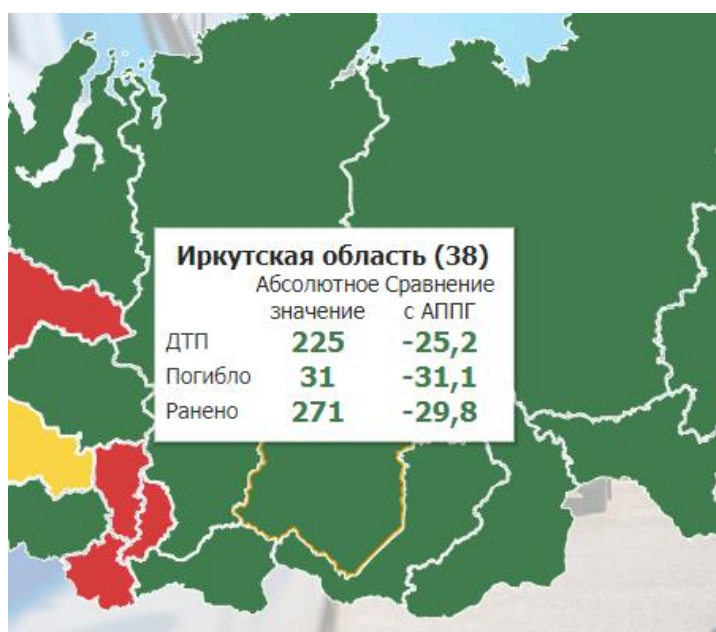 Иркутская область (38)
Абсолютное Сравнение
значение с АППГ
ДТП 225 -25,2
Погибло 31 -31,1
Ранено 271 -29,8